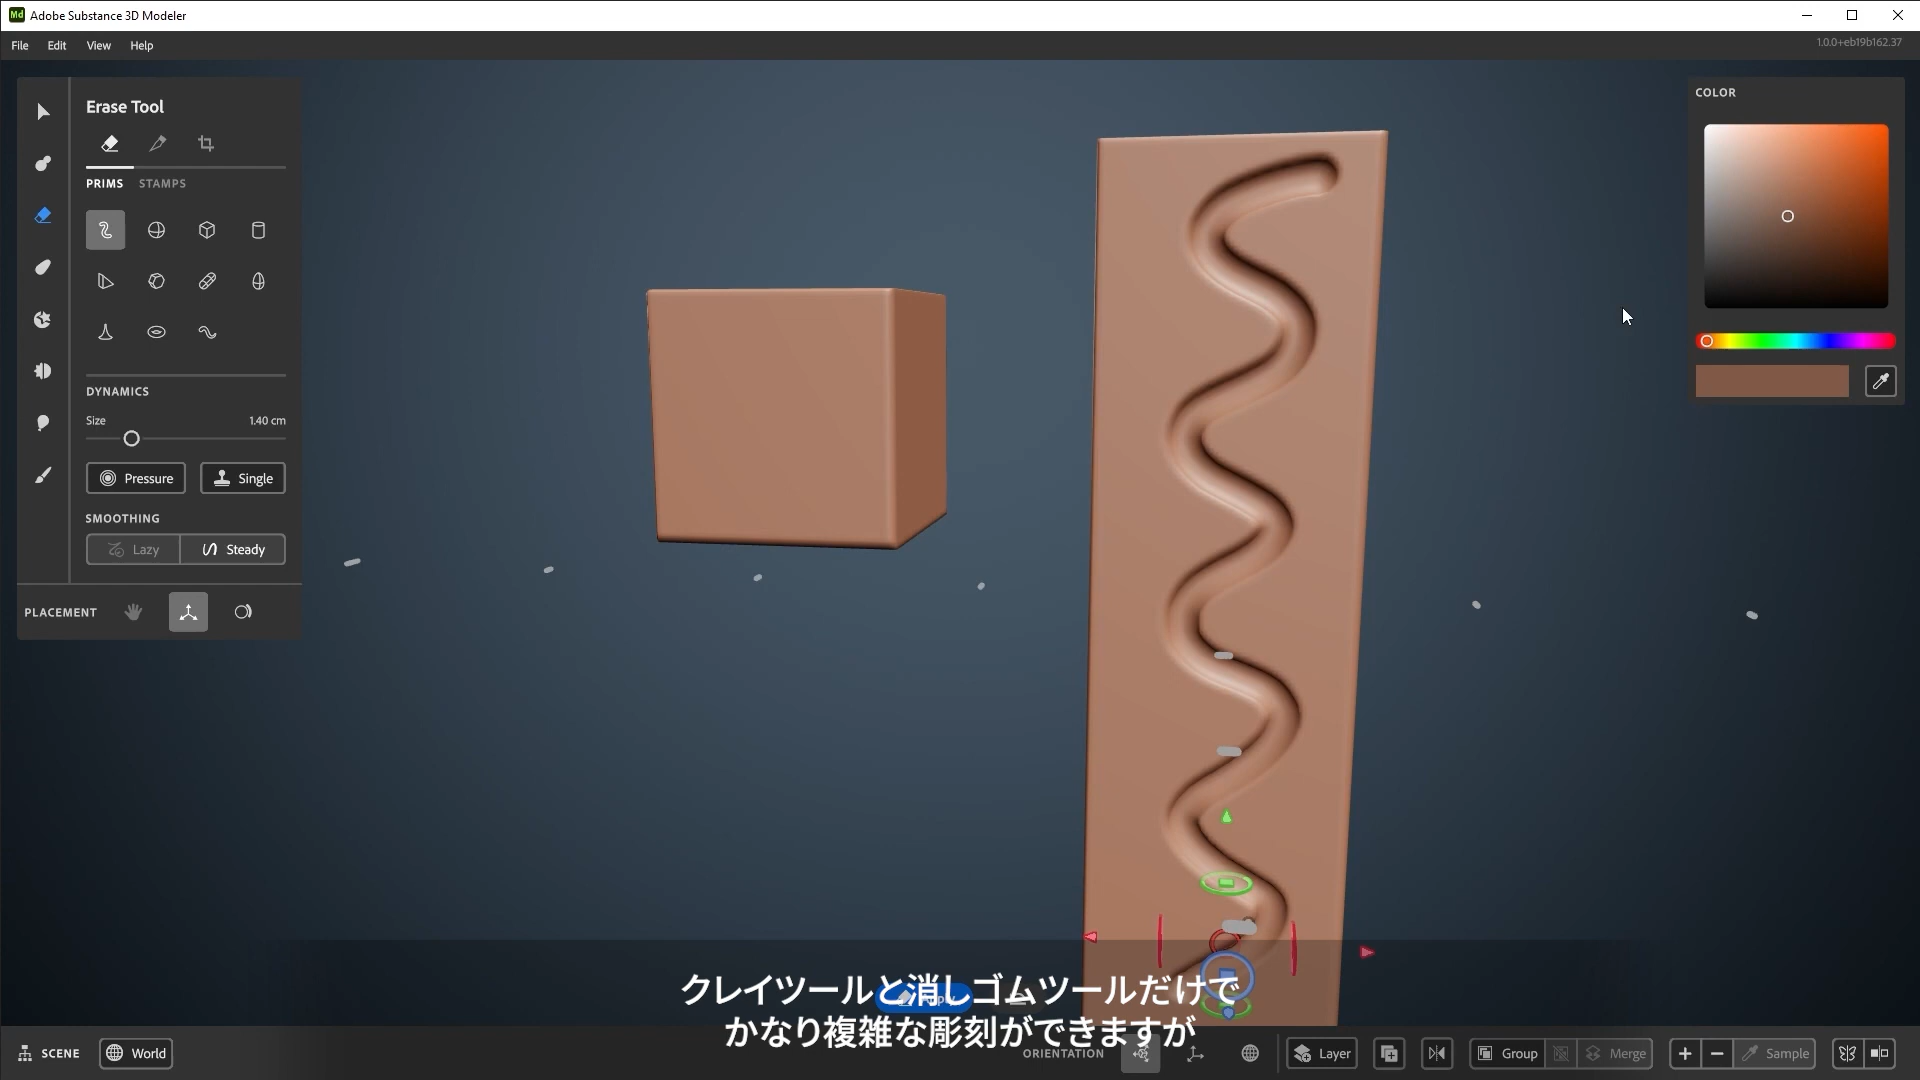 Md Adobe Substance 3D Modeler
File Edit View Help
1.0.0+eb19b162.37
Erase Tool
PRIMS STAMPS
DYNAMICS
Size 1.40 cm
Pressure Single
SMOOTHING
Lazy Steady
PLACEMENT
COLOR
クレイツールと消しゴムツールだけで
かなり複雑な彫刻ができますが
SCENE World
ORIENTATION
Layer
Group Merge
Sample